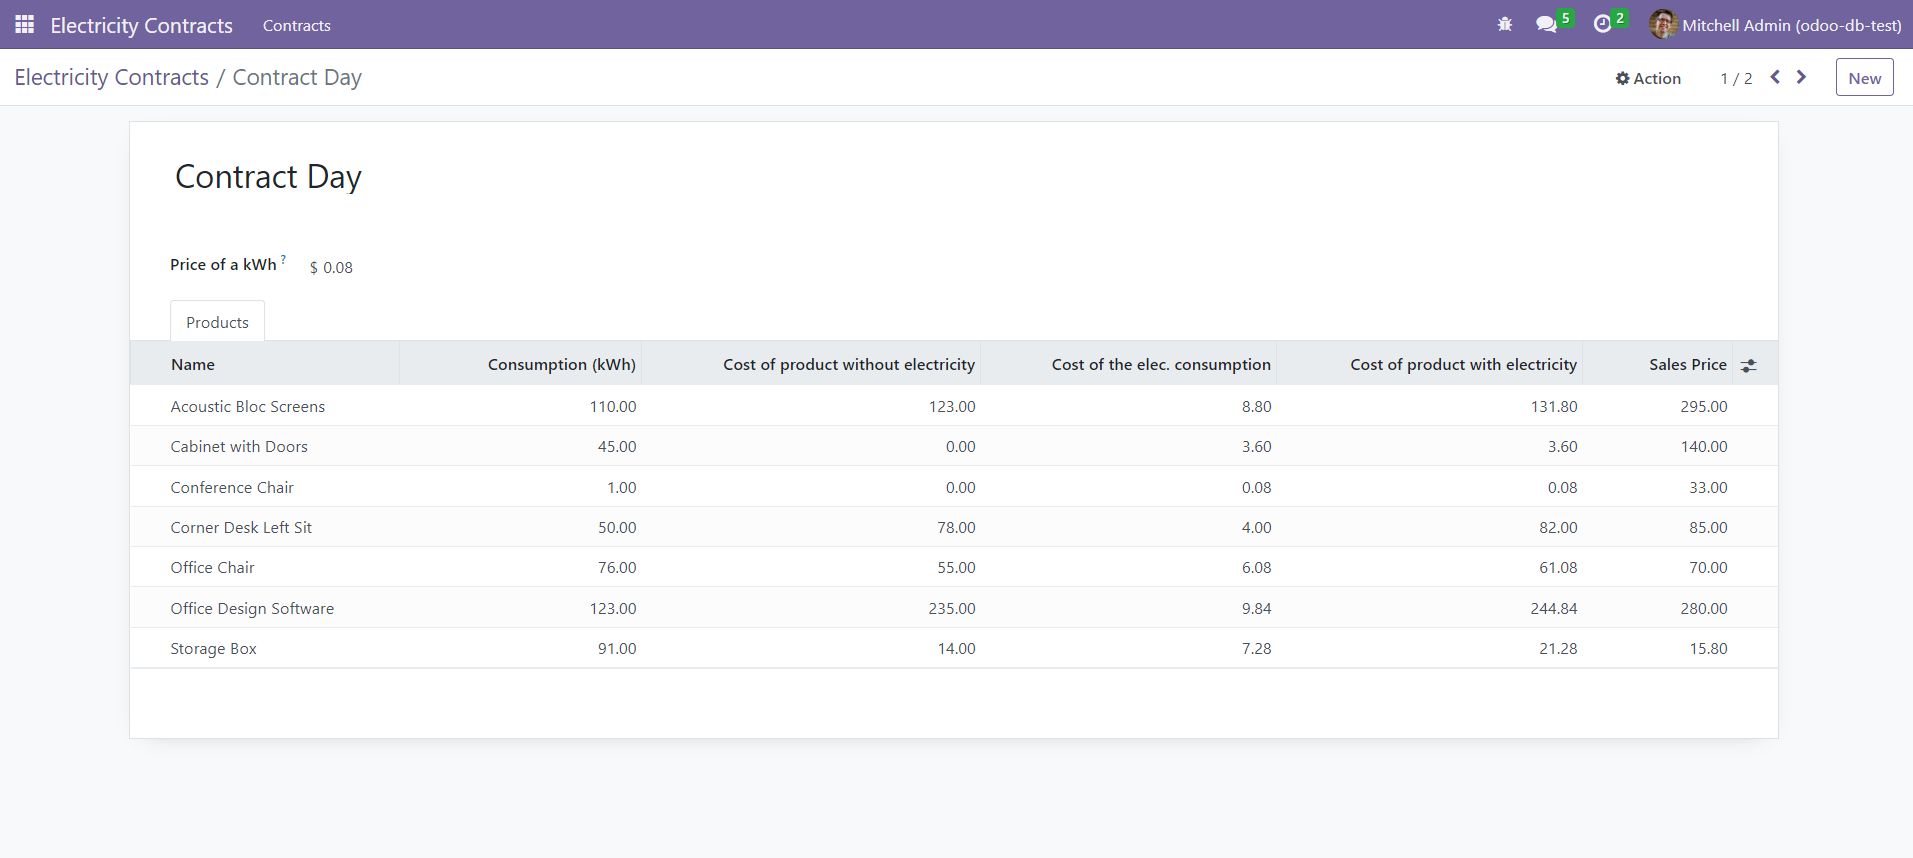 Electricity Contracts Contracts 5 2 Mitchell Admin (odoo-db-test)
Electricity Contracts / Contract Day Action 1 / 2 New
Contract Day
Price of a kWh ? $ 0.08
Products
Name Consumption (kWh) Cost of product without electricity Cost of the elec. consumption Cost of product with electricity Sales Price
Acoustic Bloc Screens 110.00 123.00 8.80 131.80 295.00
Cabinet with Doors 45.00 0.00 3.60 3.60 140.00
Conference Chair 1.00 0.00 0.08 0.08 33.00
Corner Desk Left Sit 50.00 78.00 4.00 82.00 85.00
Office Chair 76.00 55.00 6.08 61.08 70.00
Office Design Software 123.00 235.00 9.84 244.84 280.00
Storage Box 91.00 14.00 7.28 21.28 15.80